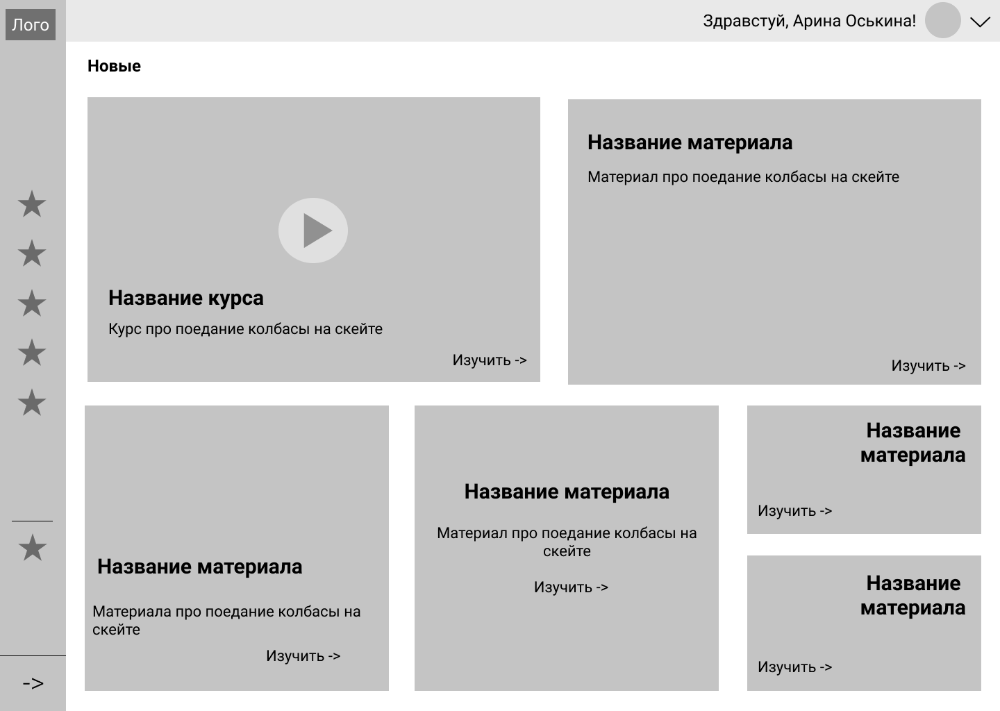 Лого
Здравстуй, Арина Оськина!
Новые
Название курса
Курс про поедание колбасы на скейте
Изучить ->
Название материала
Материал про поедание колбасы на скейте
Изучить ->
Название материала
Материала про поедание колбасы на
скейте
Изучить ->
Название материала
Материал про поедание колбасы на
скейте
Изучить ->
Название
материала
Изучить ->
Название
материала
Изучить ->
->